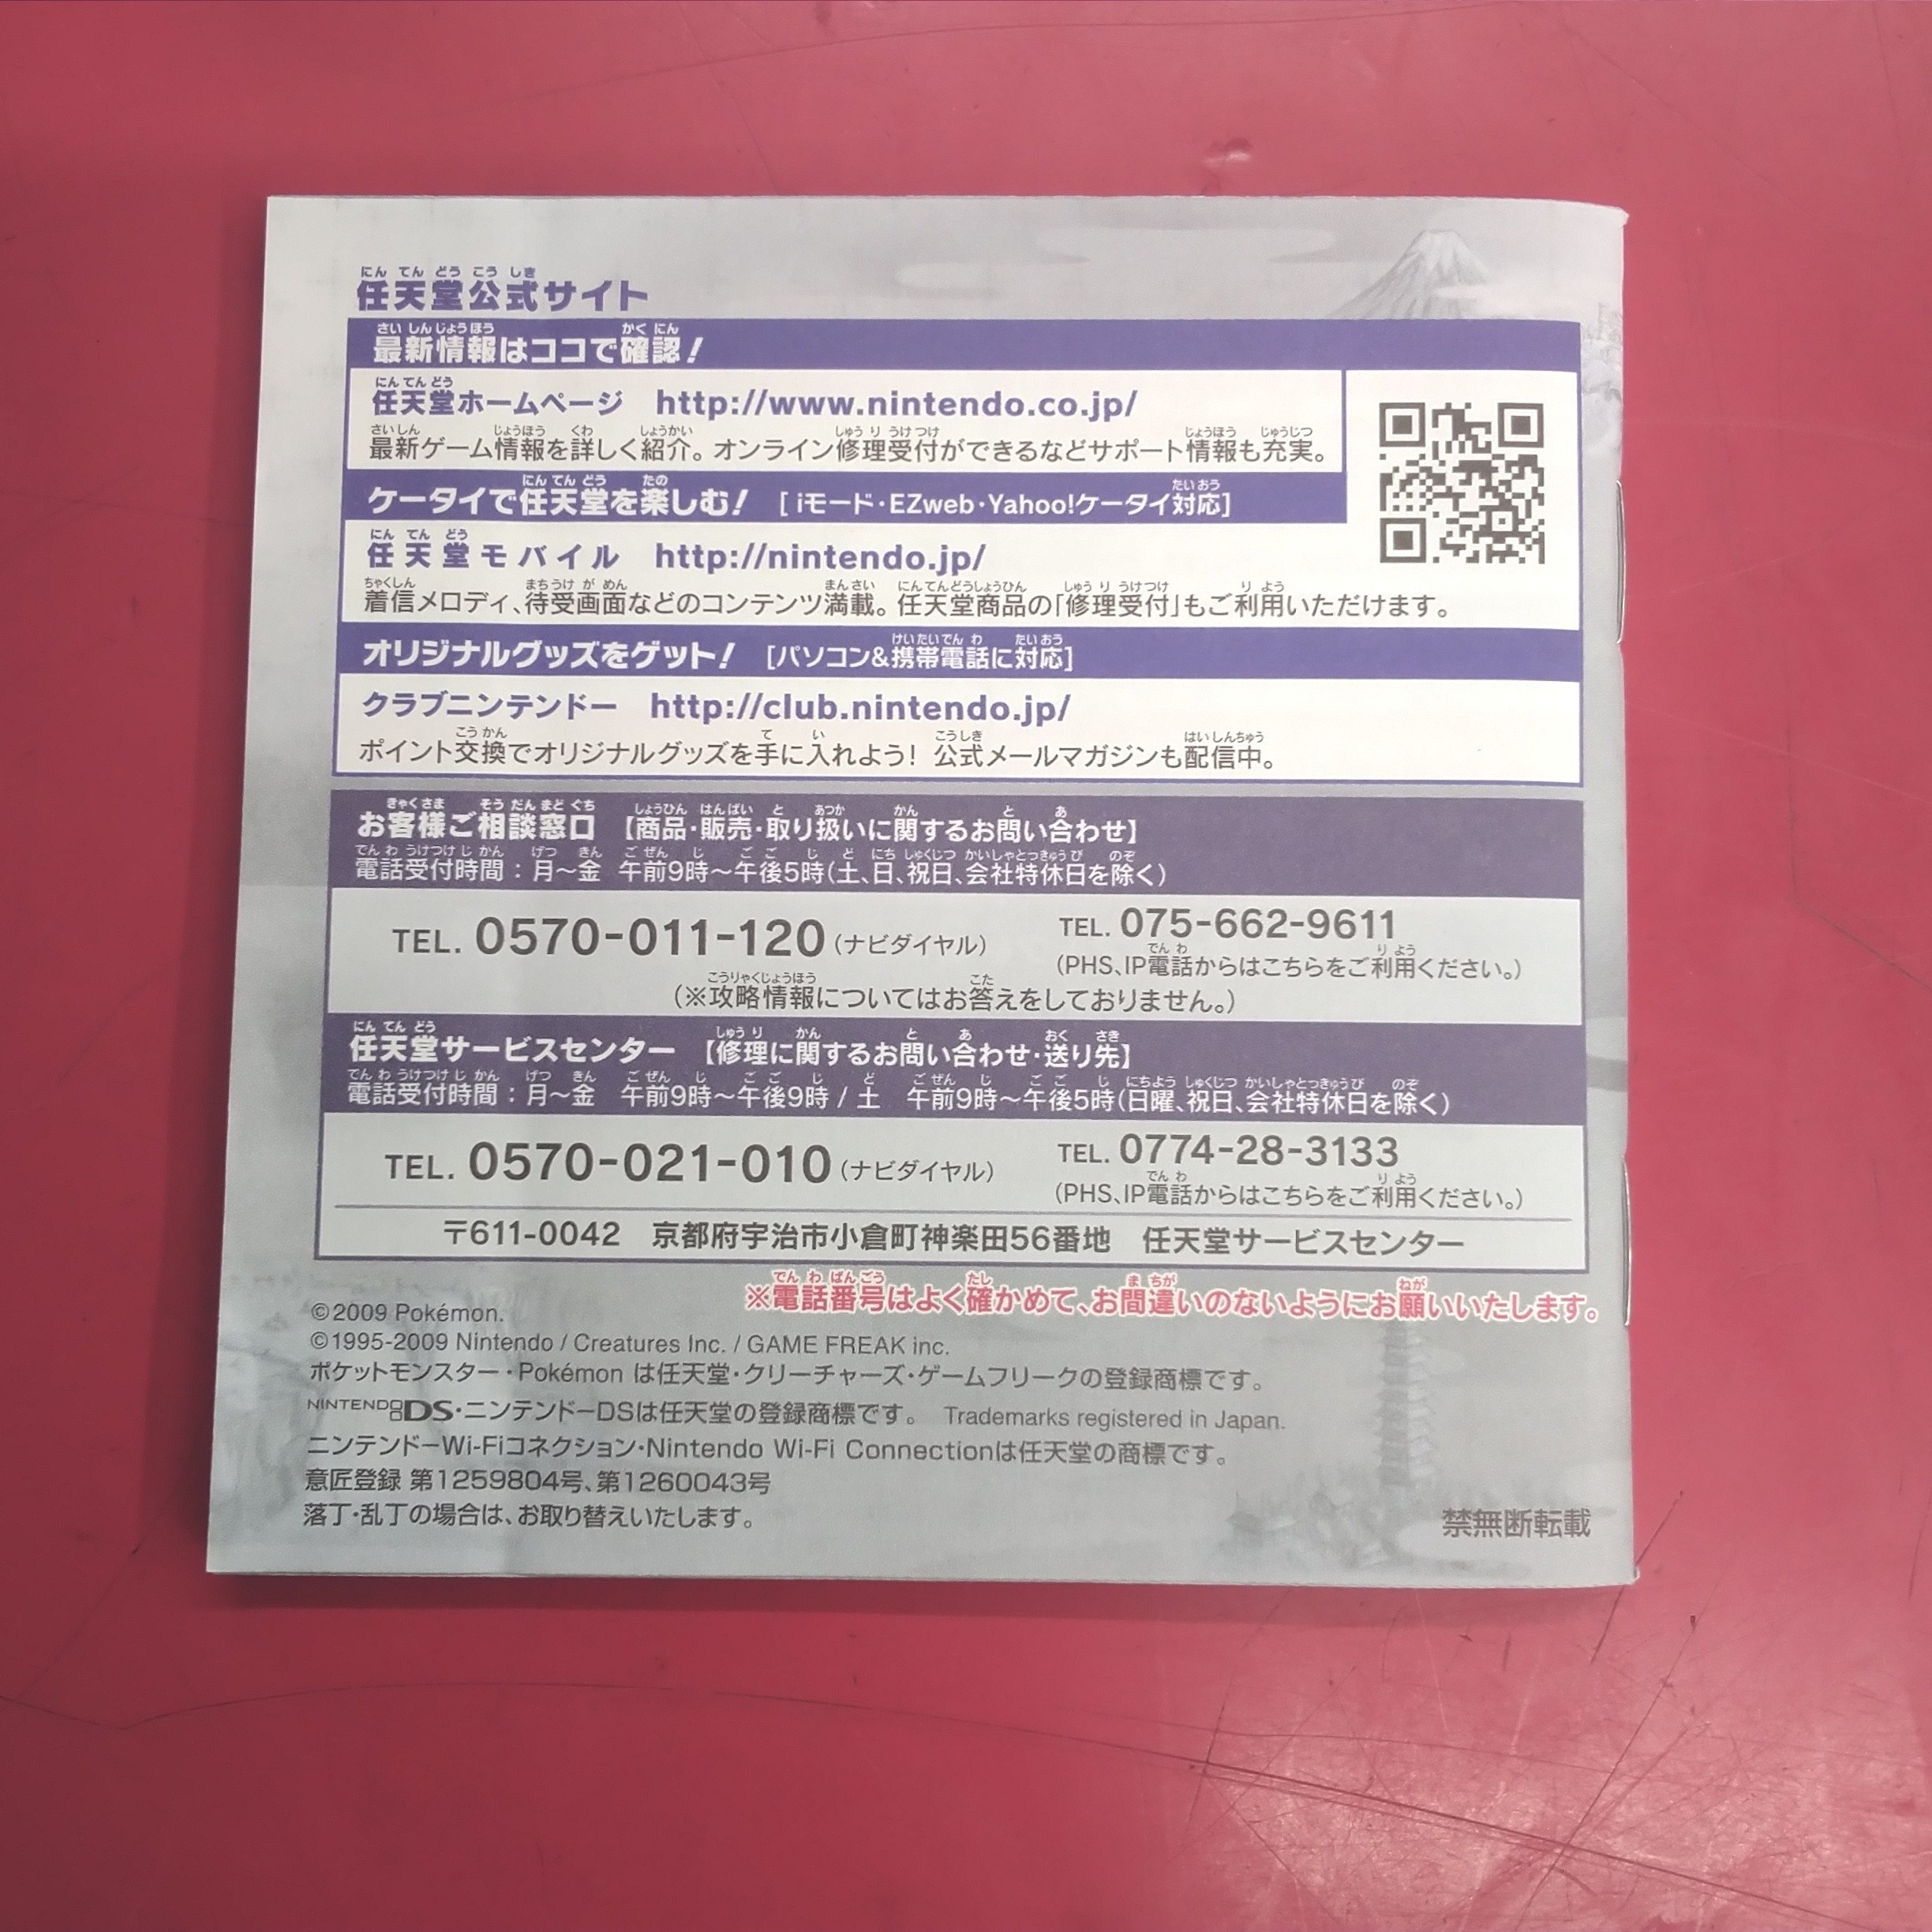 任天堂公式サイト
最新情報はココで確認!
任天堂ホームページ http://www.nintendo.co.jp/
最新ゲーム情報を詳しく紹介。オンライン修理受付ができるなどサポート情報も充実。
ケータイで任天堂を楽しむ! [iモード・EZweb・Yahoo!ケータイ対応]
任天堂モバイル http://nintendo.jp/
着信メロディ、待受画面などのコンテンツ満載。任天堂商品の「修理受付」もご利用いただけます。
オリジナルグッズをゲット! [パソコン&携帯電話に対応]
クラブニンテンドー http://club.nintendo.jp/
ポイント交換でオリジナルグッズを手に入れよう! 公式メールマガジンも配信中。
お客様ご相談窓口 【商品・販売・取り扱いに関するお問い合わせ】
電話受付時間：月～金 午前9時～午後5時(土、日、祝日、会社特休日を除く)
TEL. 0570-011-120 (ナビダイヤル) TEL. 075-662-9611
(PHS、IP電話からはこちらをご利用ください。)
(※攻略情報についてはお答えをしておりません。)
任天堂サービスセンター 【修理に関するお問い合わせ・送り先】
電話受付時間：月～金 午前9時～午後9時 / 土 午前9時～午後5時(日曜、祝日、会社特休日を除く)
TEL. 0570-021-010 (ナビダイヤル) TEL. 0774-28-3133
(PHS、IP電話からはこちらをご利用ください。)
〒611-0042 京都府宇治市小倉町神楽田56番地 任天堂サービスセンター
※電話番号はよく確かめて、お間違いのないようにお願いいたします。
©2009 Pokémon.
©1995-2009 Nintendo / Creatures Inc. / GAME FREAK inc.
ポケットモンスター・Pokémon は任天堂・クリーチャーズ・ゲームフリークの登録商標です。
NINTENDO DS・ニンテンドーDSは任天堂の登録商標です。 Trademarks registered in Japan.
ニンテンドーWi-Fiコネクション・Nintendo Wi-Fi Connectionは任天堂の商標です。
意匠登録 第1259804号、第1260043号
落丁・乱丁の場合は、お取り替えいたします。
禁無断転載